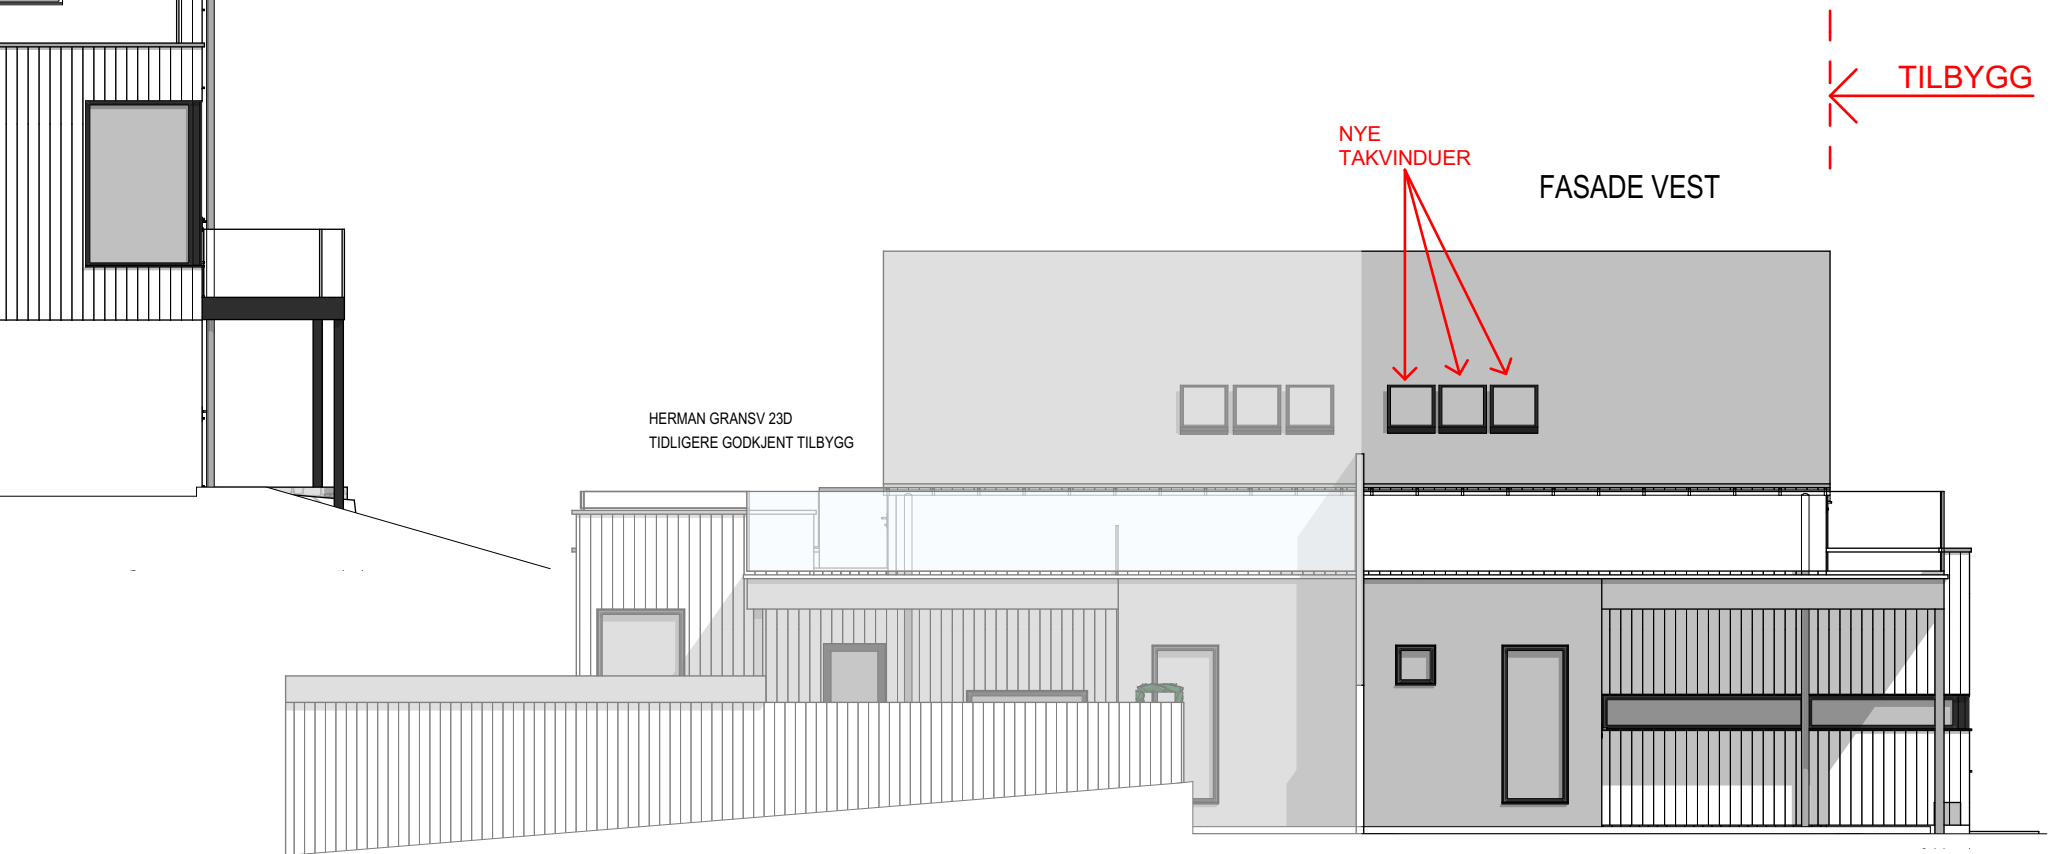 TILBYGG
NYE
TAKVINDUER
FASADE VEST
HERMAN GRANSV 23D
TIDLIGERE GODKJENT TILBYGG